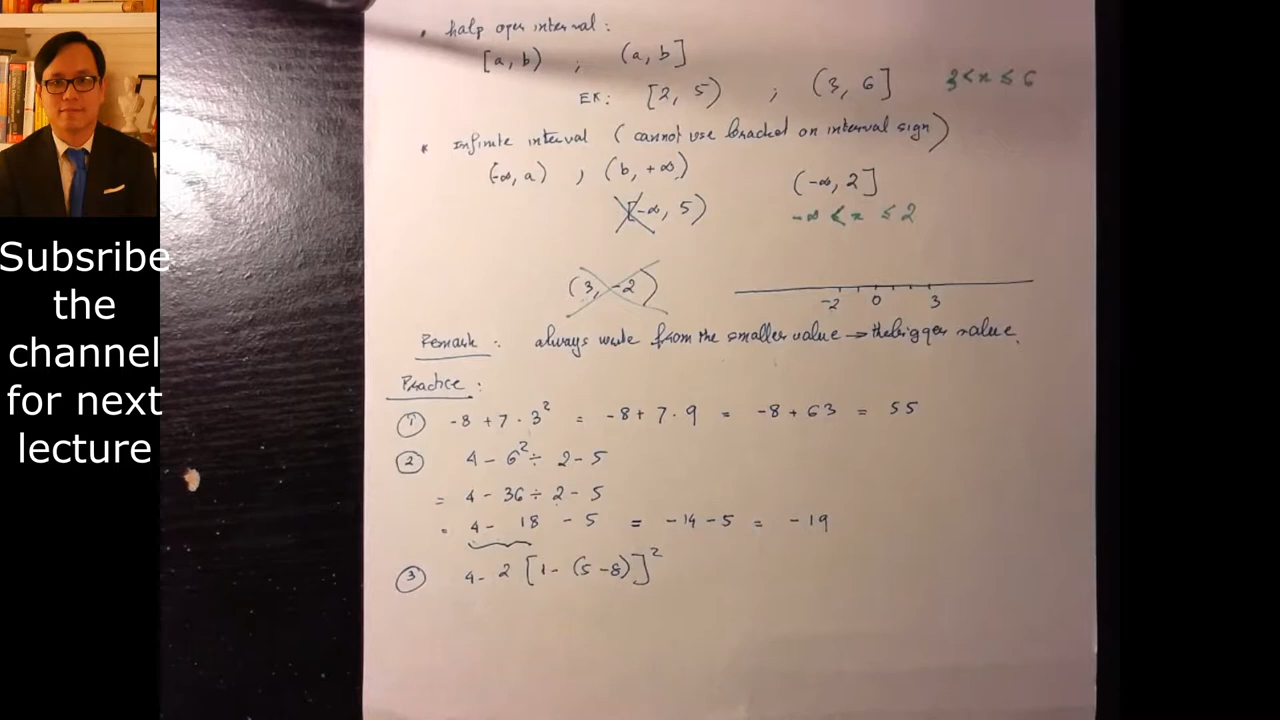 Subsribe
the
channel
for next
lecture
• half open interval:
[a, b) ; (a, b]
EX: [2, 5) ; (3, 6] 3 < x ≤ 6
* Infinite interval (cannot use bracket on interval sign)
(-∞, a) , (b, +∞) (-∞, 2]
[-∞, 5) -∞ < x ≤ 2
(3, -2) -2 0 3
Remark: always write from the smaller value → the bigger value.
Practice:
① -8 + 7 · 3² = -8 + 7 · 9 = -8 + 63 = 55
② 4 - 6² ÷ 2 - 5
= 4 - 36 ÷ 2 - 5
= 4 - 18 - 5 = -14 - 5 = -19
③ 4 - 2 [1 - (5 - 8)]²